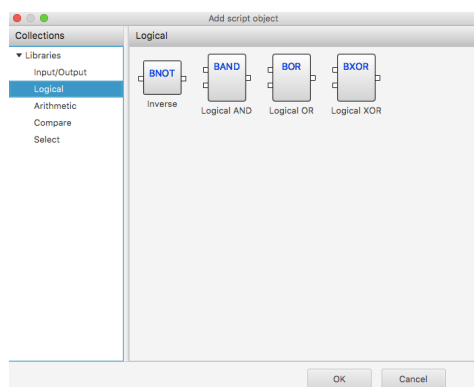 Add script object
Collections
Libraries
Input/Output
Logical
Arithmetic
Compare
Select
Logical
BNOT
Inverse
BAND
Logical AND
BOR
Logical OR
BXOR
Logical XOR
OK
Cancel